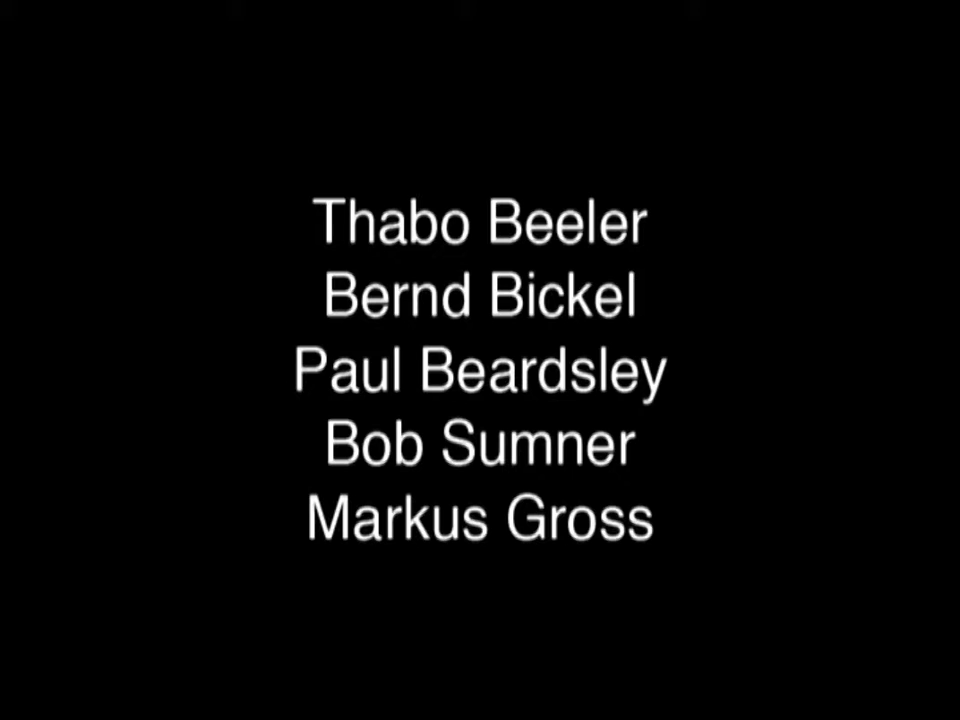 Thabo Beeler
Bernd Bickel
Paul Beardsley
Bob Sumner
Markus Gross